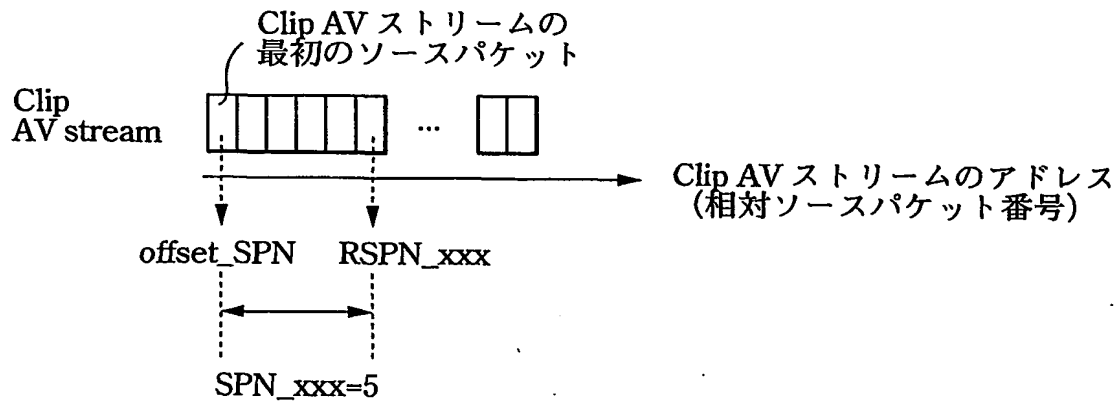 Clip AV ストリームの
最初のソースパケット
Clip
AV stream
...
Clip AV ストリームのアドレス
(相対ソースパケット番号)
offset_SPN RSPN_xxx
SPN_xxx=5